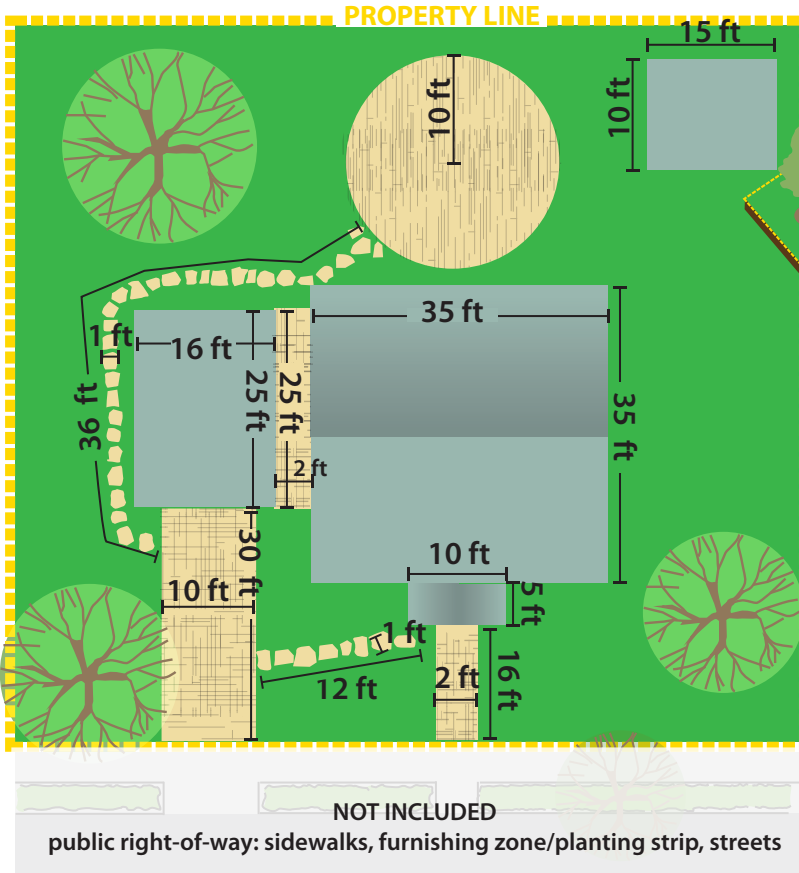 PROPERTY LINE
15 ft
10 ft
10 ft
35 ft
1 ft
16 ft
25 ft
25 ft
36 ft
35 ft
2 ft
30 ft
10 ft
10 ft
5 ft
1 ft
12 ft
2 ft
16 ft
NOT INCLUDED
public right-of-way: sidewalks, furnishing zone/planting strip, streets